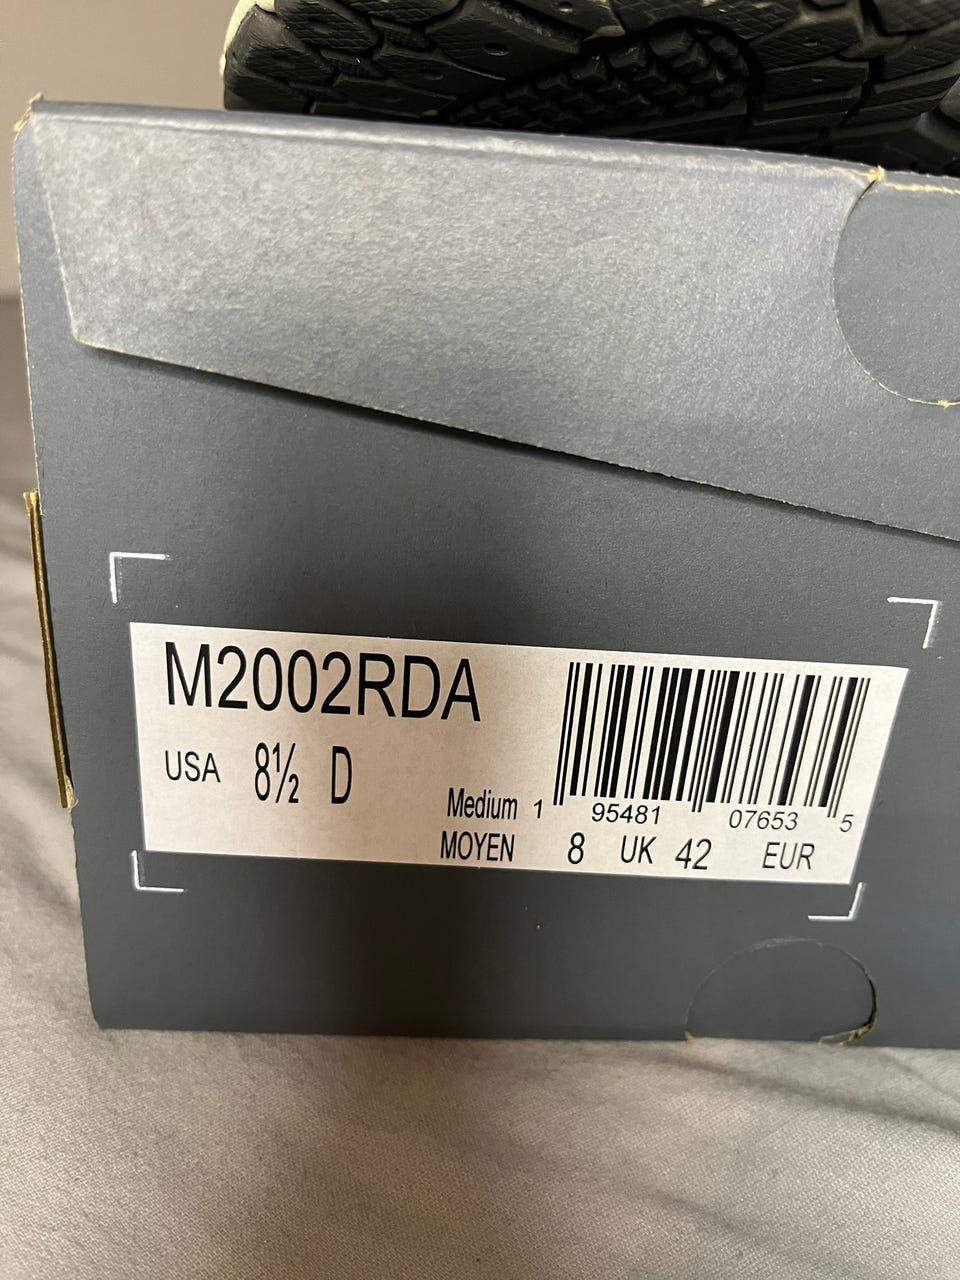 M2002RDA
USA 8½ D
Medium 1 95481 07653 5
MOYEN 8 UK 42 EUR